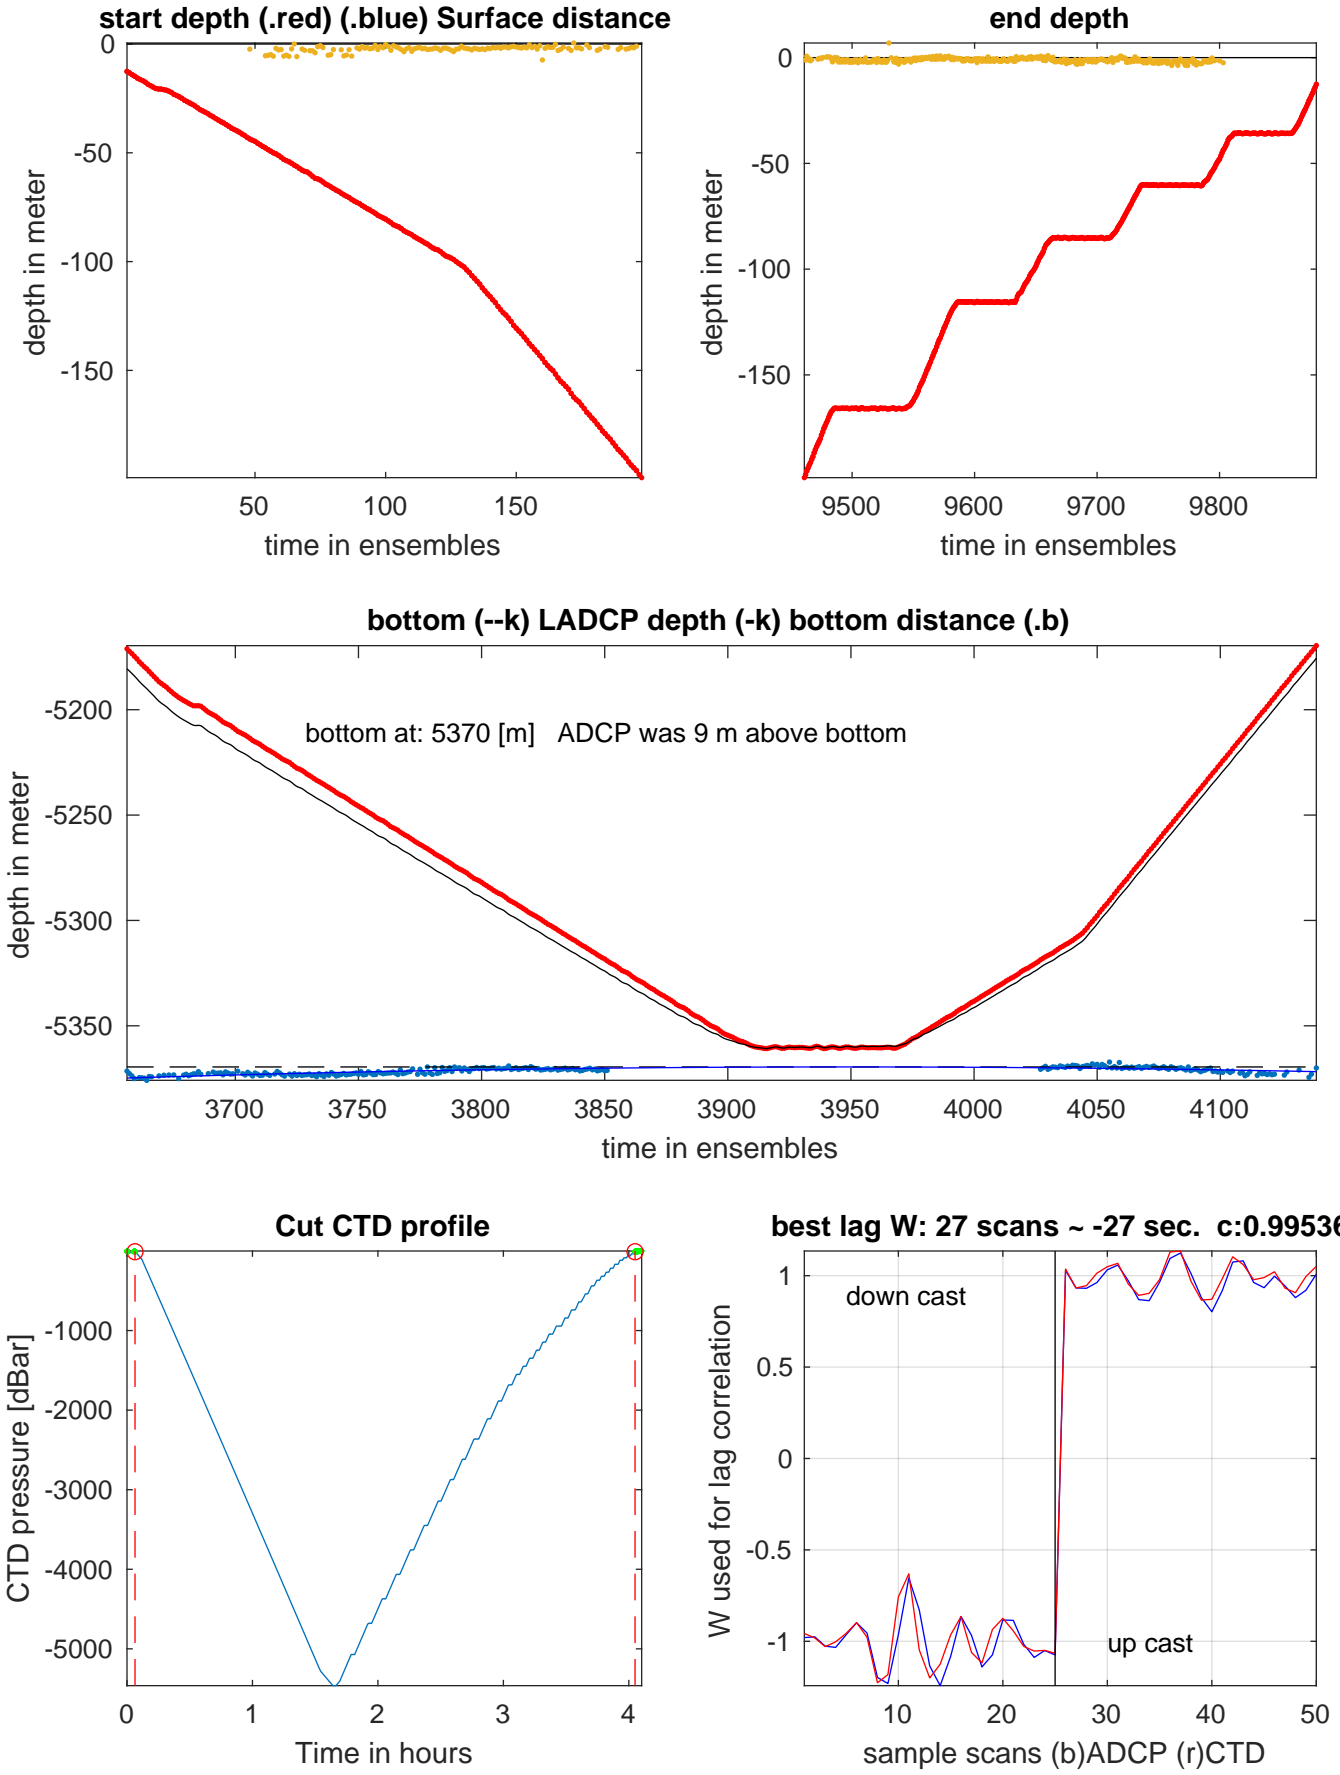 start depth (.red) (.blue) Surface distance
0
-50
-100
-150
depth in meter
50
100
150
time in ensembles
end depth
0
-50
-100
-150
depth in meter
9500
9600
9700
9800
time in ensembles
bottom (--k) LADCP depth (-k) bottom distance (.b)
bottom at: 5370 [m]   ADCP was 9 m above bottom
-5200
-5250
-5300
-5350
depth in meter
3700
3750
3800
3850
3900
3950
4000
4050
4100
time in ensembles
Cut CTD profile
-1000
-2000
-3000
-4000
-5000
CTD pressure [dBar]
0
1
2
3
4
Time in hours
best lag W: 27 scans ~ -27 sec.  c:0.99536
down cast
up cast
1
0.5
0
-0.5
-1
W used for lag correlation
10
20
30
40
50
sample scans (b)ADCP (r)CTD